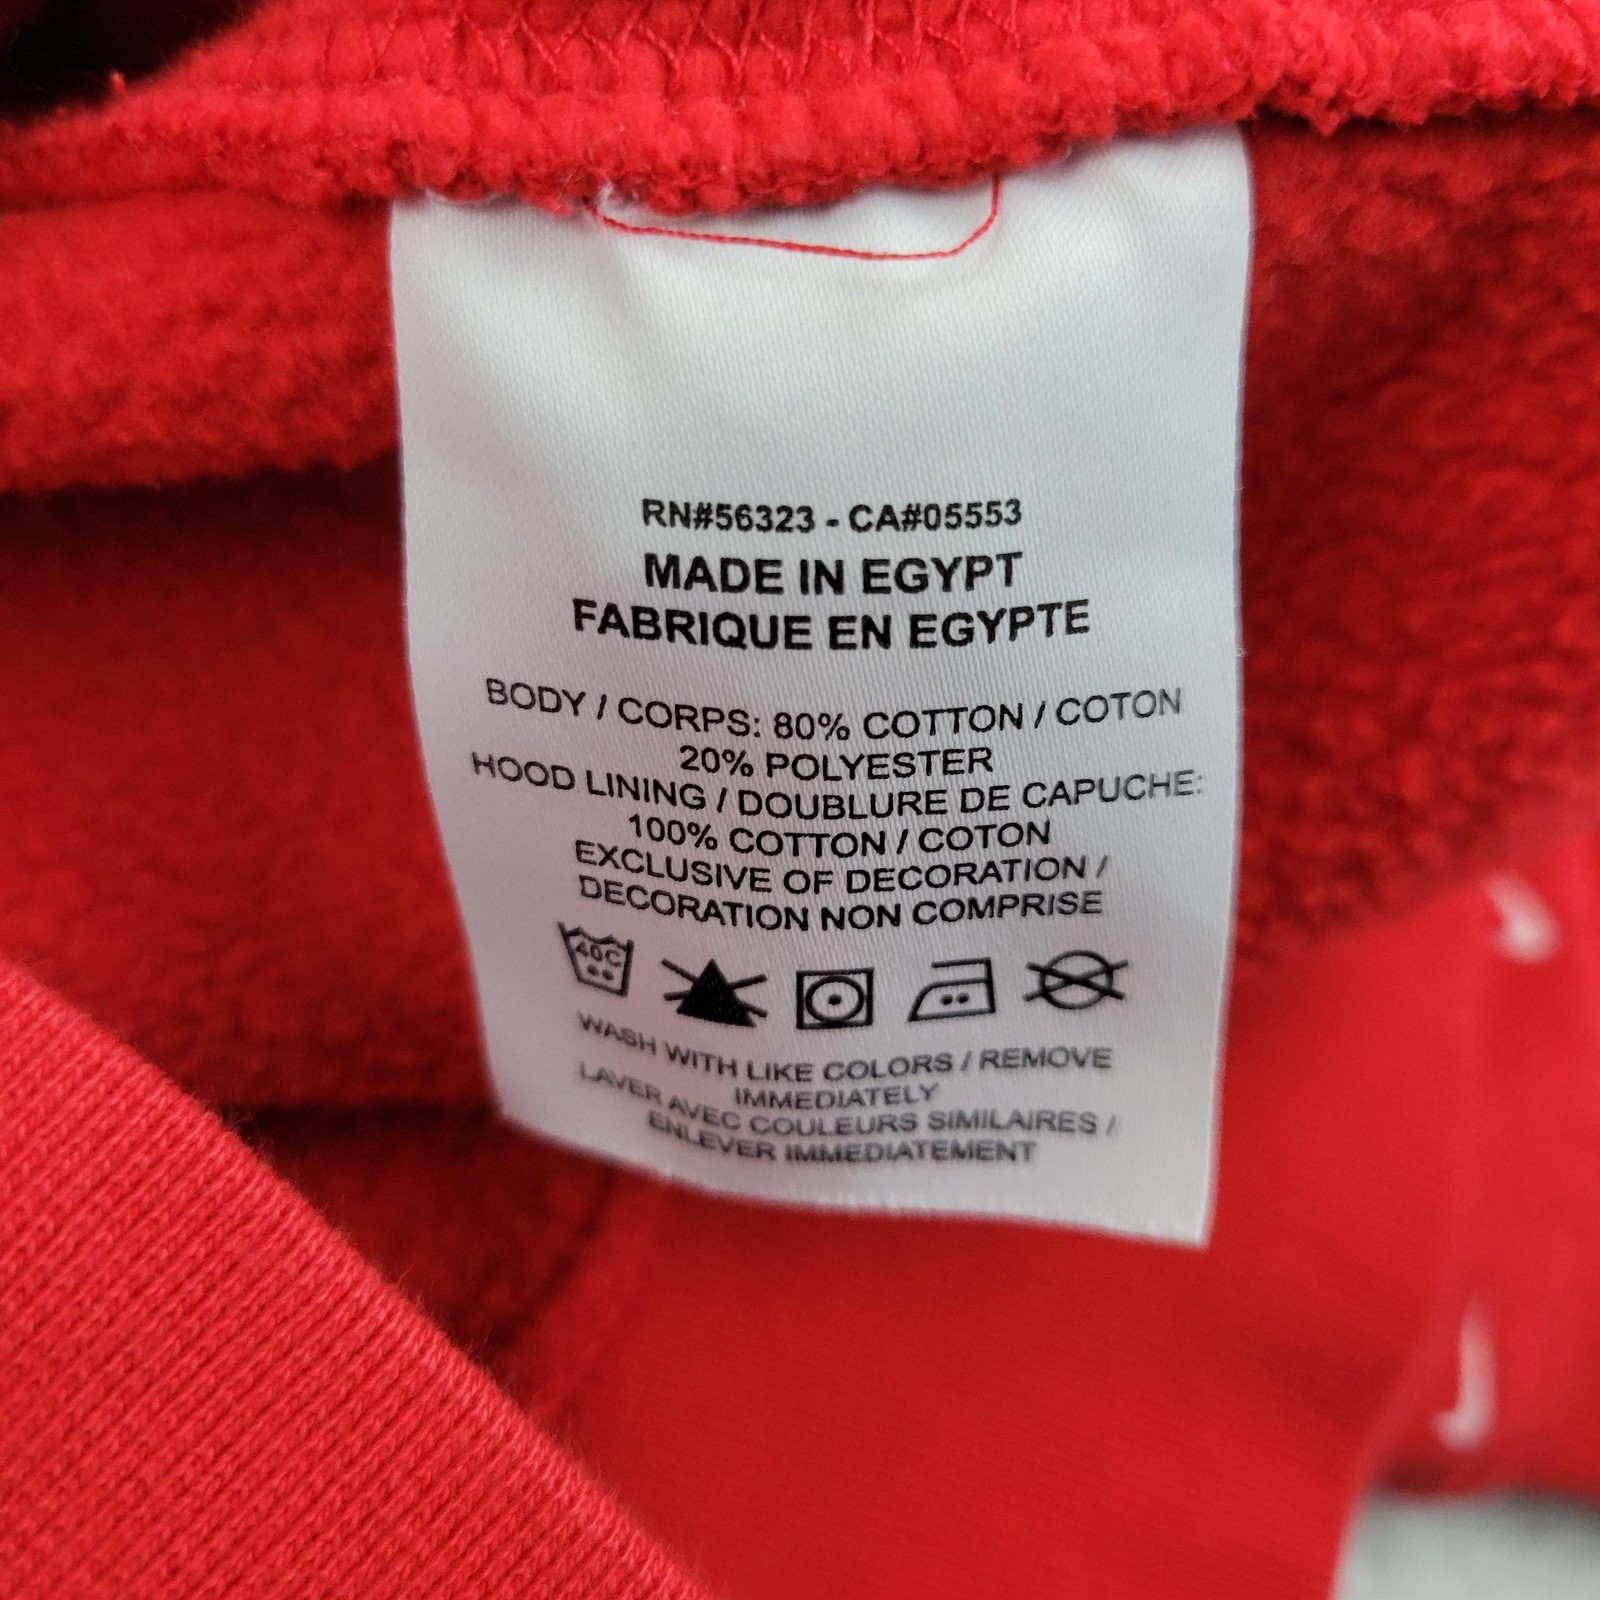 RN#56323 - CA#05553
MADE IN EGYPT
FABRIQUE EN EGYPTE
BODY / CORPS: 80% COTTON / COTON
20% POLYESTER
HOOD LINING / DOUBLURE DE CAPUCHE:
100% COTTON / COTON
EXCLUSIVE OF DECORATION /
DECORATION NON COMPRISE
40C
WASH WITH LIKE COLORS / REMOVE
IMMEDIATELY
LAVER AVEC COULEURS SIMILAIRES /
ENLEVER IMMEDIATEMENT